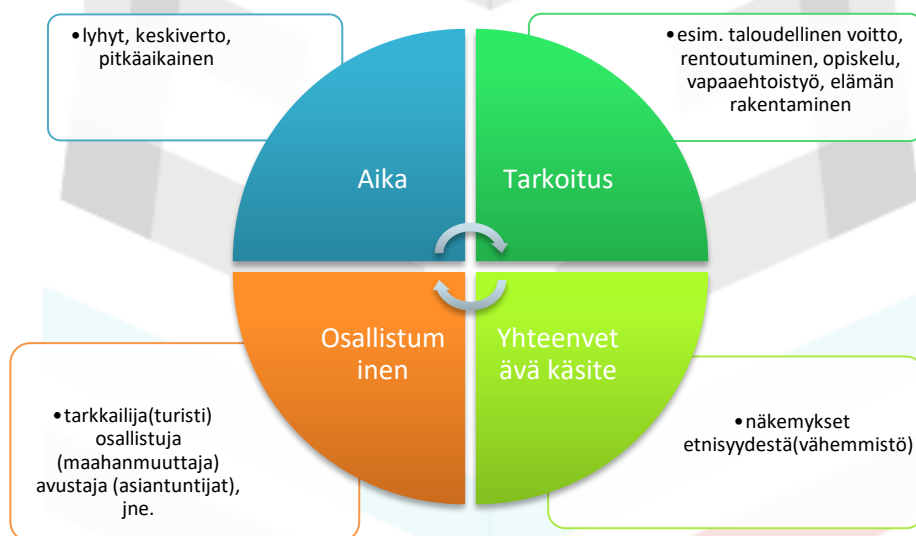 •lyhyt, keskiverto,
pitkäaikainen
•esim. taloudellinen voitto,
rentoutuminen, opiskelu,
vapaaehtoistyö, elämän
rakentaminen
Aika
Tarkoitus
Osallistum
inen
Yhteenvet
ävä käsite
•tarkkailija(turisti)
osallistuja
(maahanmuuttaja)
avustaja (asiantuntijat),
jne.
•näkemykset
etnisyydestä(vähemmistö)